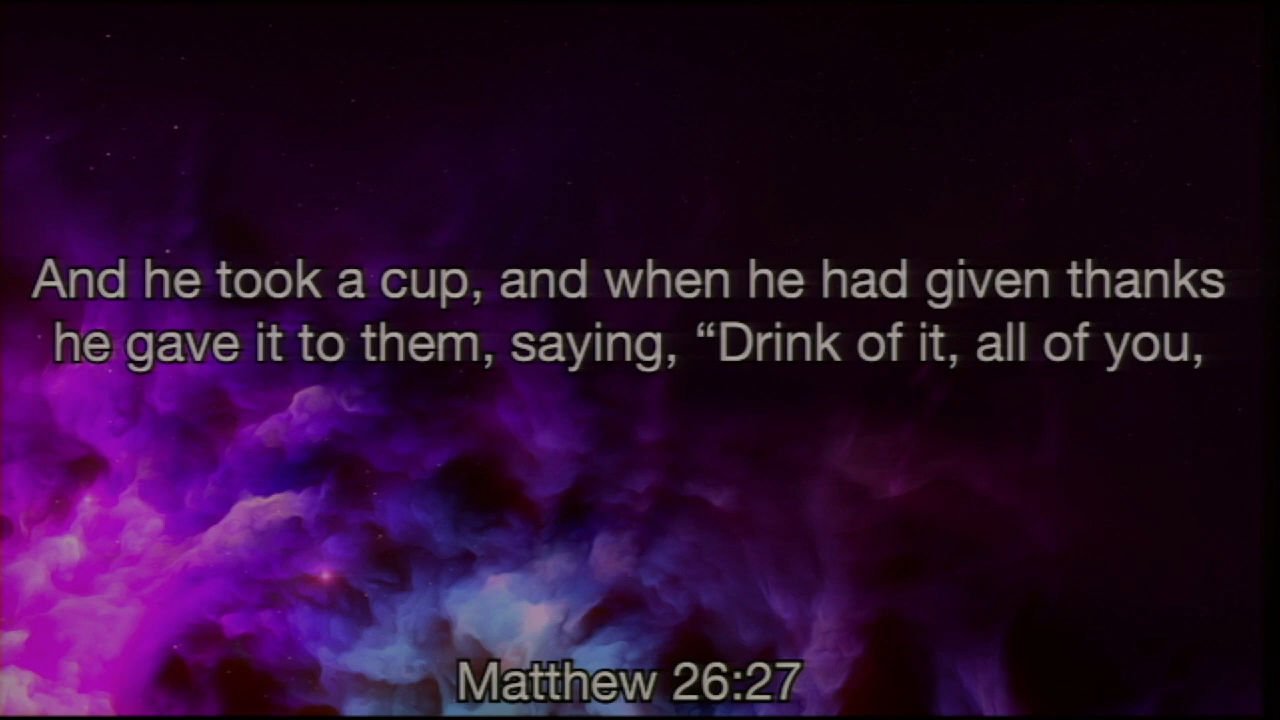 And he took a cup, and when he had given thanks
he gave it to them, saying, “Drink of it, all of you,
Matthew 26:27